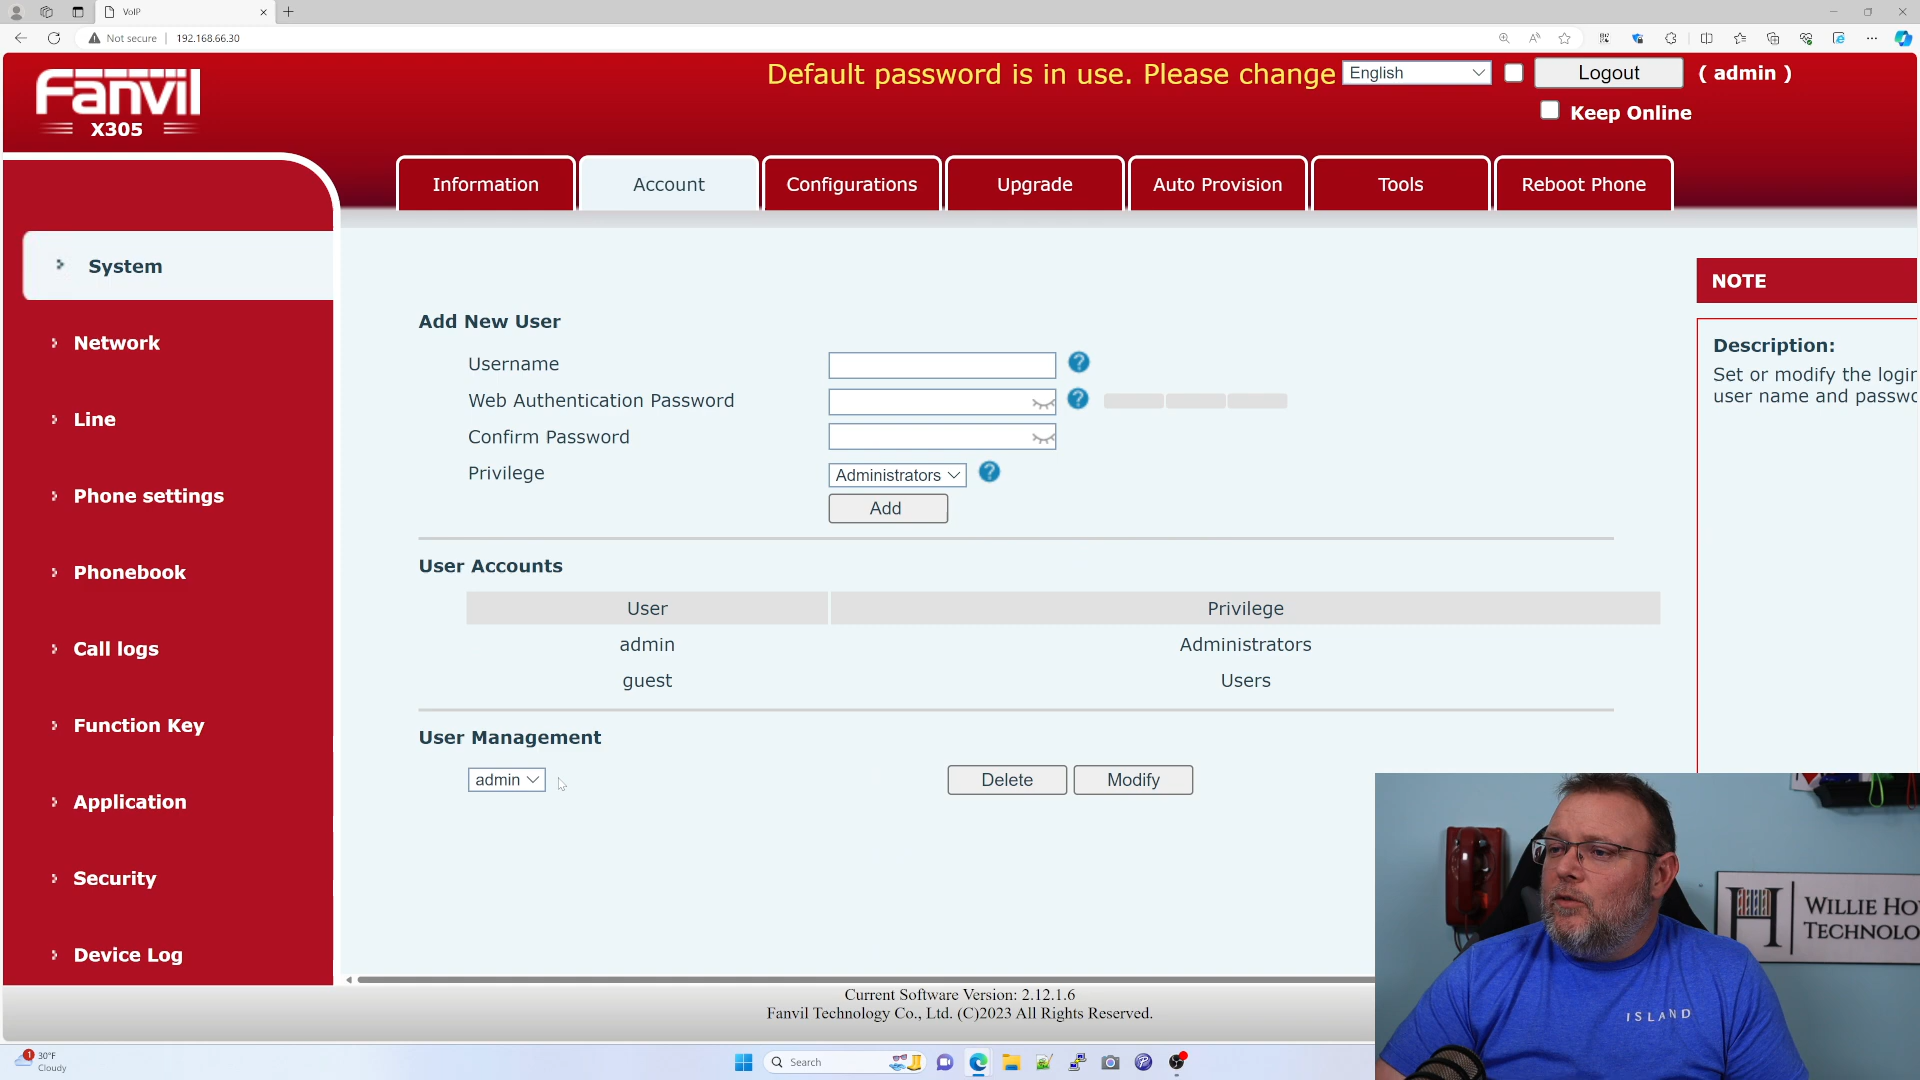 VoIP
Not secure
192.168.66.30
Fanvil
X305
Default password is in use. Please change
English
Logout
( admin )
Keep Online
Information
Account
Configurations
Upgrade
Auto Provision
Tools
Reboot Phone
System
Network
Line
Phone settings
Phonebook
Call logs
Function Key
Application
Security
Device Log
Add New User
Username
Web Authentication Password
Confirm Password
Privilege
Administrators
Add
User Accounts
User Privilege
admin Administrators
guest Users
User Management
admin
Delete
Modify
NOTE
Description:
Set or modify the login
user name and passwo
WILLIE HO
TECHNOLO
ISLAND
Current Software Version: 2.12.1.6
Fanvil Technology Co., Ltd. (C)2023 All Rights Reserved.
1
30°F
Cloudy
Search